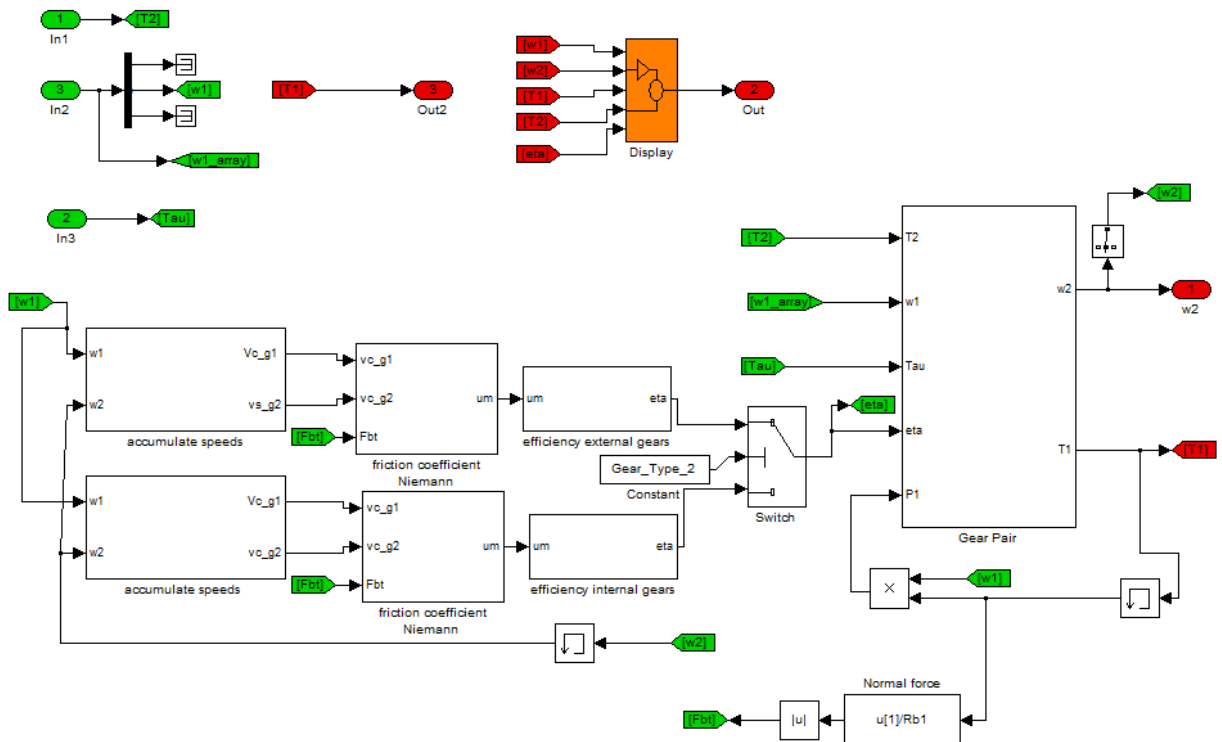 1
In1
[T2]
3
In2
[w1]
[w1_array]
[T1]
3
Out2
[w1]
[w2]
[T1]
[T2]
[eta]
Display
2
Out
2
In3
[Tau]
[w1]
w1
w2
Vc_g1
vs_g2
accumulate speeds
vc_g1
vc_g2
Fbt
um
[Fbt]
friction coefficient
Niemann
um
eta
efficiency external gears
w1
w2
Vc_g1
vc_g2
accumulate speeds
vc_g1
vc_g2
Fbt
um
[Fbt]
friction coefficient
Niemann
um
eta
efficiency internal gears
Gear_Type_2
Constant
Switch
[eta]
[T2]
[w1_array]
[Tau]
T2
w1
Tau
eta
P1
w2
T1
Gear Pair
[w2]
1
w2
[T1]
[w1]
×
[w2]
Normal force
u[1]/Rb1
|u|
[Fbt]